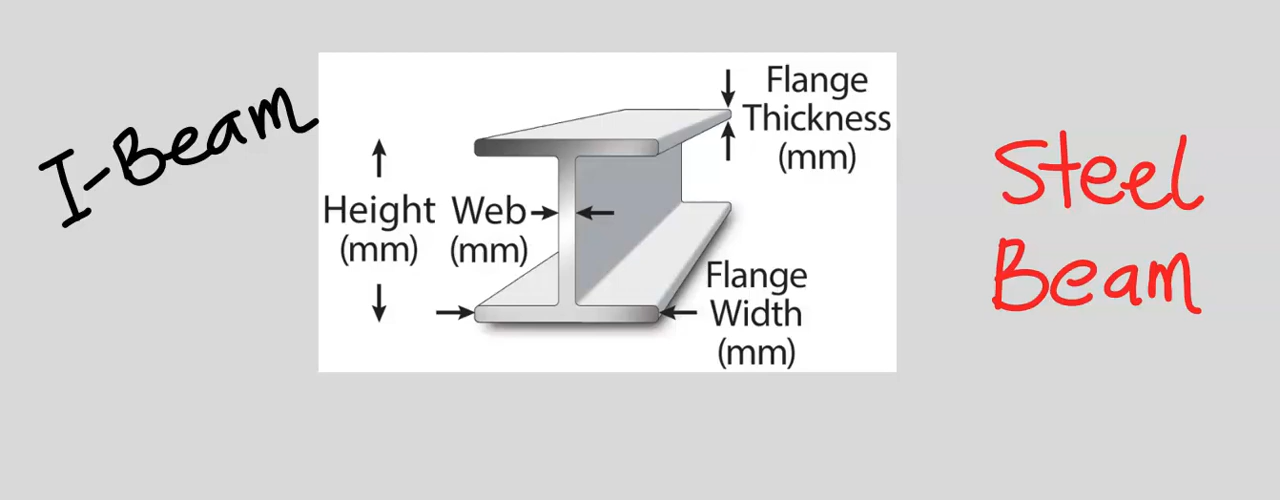 I-Beam
Flange
Thickness
(mm)
Height
(mm)
Web
(mm)
Flange
Width
(mm)
Steel
Beam